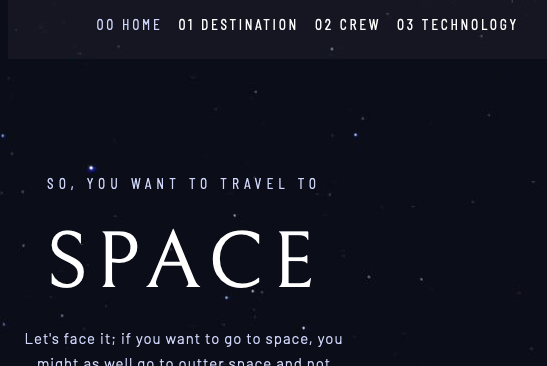 00 HOME 01 DESTINATION 02 CREW 03 TECHNOLOGY
SO, YOU WANT TO TRAVEL TO
SPACE
Let's face it; if you want to go to space, you
might as well go to outter space and not